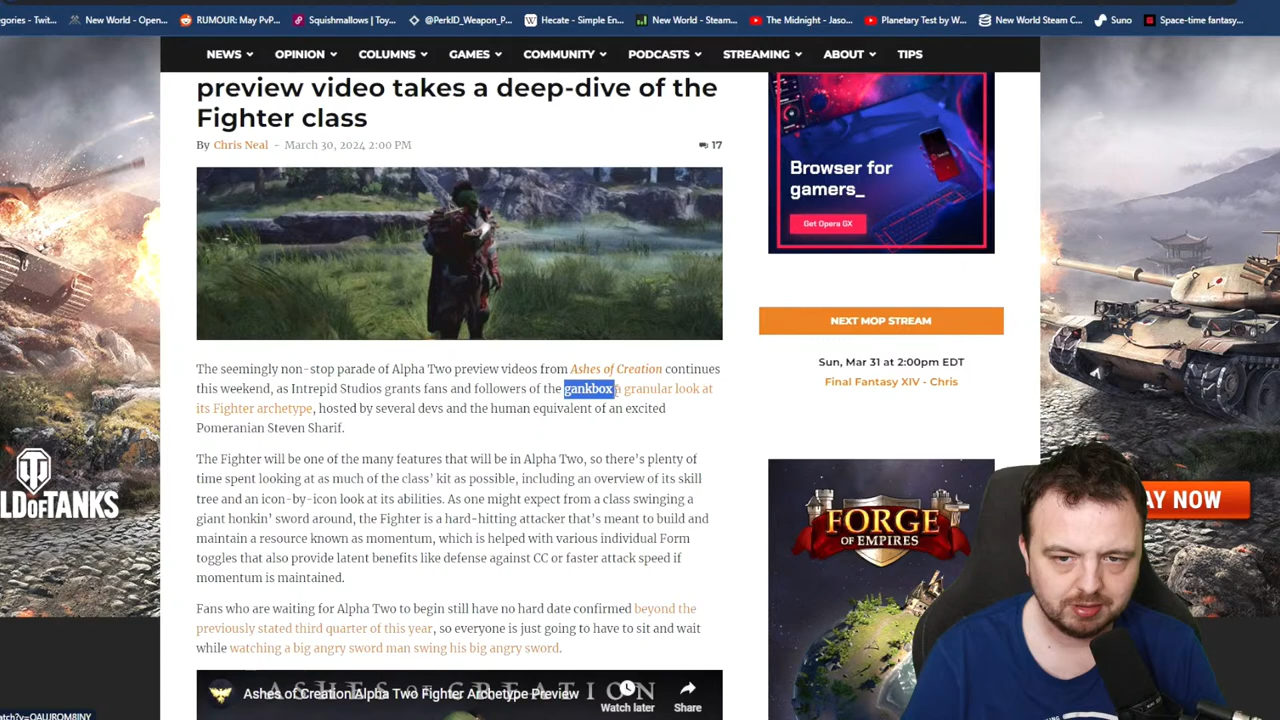 gories - Twit...
New World - Open...
RUMOUR: May PvP...
Squishmallows | Toy...
@PerkID_Weapon_P...
Hecate - Simple En...
New World - Steam...
The Midnight - Jaso...
Planetary Test by W...
New World Steam C...
Suno
Space-time fantasy...
NEWS
OPINION
COLUMNS
GAMES
COMMUNITY
PODCASTS
STREAMING
ABOUT
TIPS
preview video takes a deep-dive of the
Fighter class
By Chris Neal - March 30, 2024 2:00 PM
17
The seemingly non-stop parade of Alpha Two preview videos from Ashes of Creation continues
this weekend, as Intrepid Studios grants fans and followers of the gankbox a granular look at
its Fighter archetype, hosted by several devs and the human equivalent of an excited
Pomeranian Steven Sharif.
The Fighter will be one of the many features that will be in Alpha Two, so there's plenty of
time spent looking at as much of the class' kit as possible, including an overview of its skill
tree and an icon-by-icon look at its abilities. As one might expect from a class swinging a
giant honkin' sword around, the Fighter is a hard-hitting attacker that's meant to build and
maintain a resource known as momentum, which is helped with various individual Form
toggles that also provide latent benefits like defense against CC or faster attack speed if
momentum is maintained.
Fans who are waiting for Alpha Two to begin still have no hard date confirmed beyond the
previously stated third quarter of this year, so everyone is just going to have to sit and wait
while watching a big angry sword man swing his big angry sword.
ASHES OF CREATION
Ashes of Creation Alpha Two Fighter Archetype Preview
Watch later
Share
Browser for
gamers_
Get Opera GX
NEXT MOP STREAM
Sun, Mar 31 at 2:00pm EDT
Final Fantasy XIV - Chris
FORGE
OF EMPIRES
LD OF TANKS
AY NOW